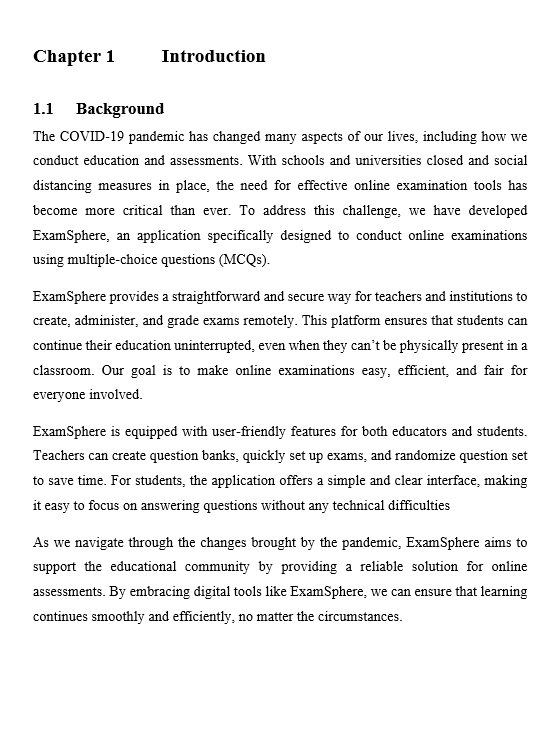 Chapter 1 Introduction
1.1 Background
The COVID-19 pandemic has changed many aspects of our lives, including how we
conduct education and assessments. With schools and universities closed and social
distancing measures in place, the need for effective online examination tools has
become more critical than ever. To address this challenge, we have developed
ExamSphere, an application specifically designed to conduct online examinations
using multiple-choice questions (MCQs).
ExamSphere provides a straightforward and secure way for teachers and institutions to
create, administer, and grade exams remotely. This platform ensures that students can
continue their education uninterrupted, even when they can’t be physically present in a
classroom. Our goal is to make online examinations easy, efficient, and fair for
everyone involved.
ExamSphere is equipped with user-friendly features for both educators and students.
Teachers can create question banks, quickly set up exams, and randomize question set
to save time. For students, the application offers a simple and clear interface, making
it easy to focus on answering questions without any technical difficulties
As we navigate through the changes brought by the pandemic, ExamSphere aims to
support the educational community by providing a reliable solution for online
assessments. By embracing digital tools like ExamSphere, we can ensure that learning
continues smoothly and efficiently, no matter the circumstances.